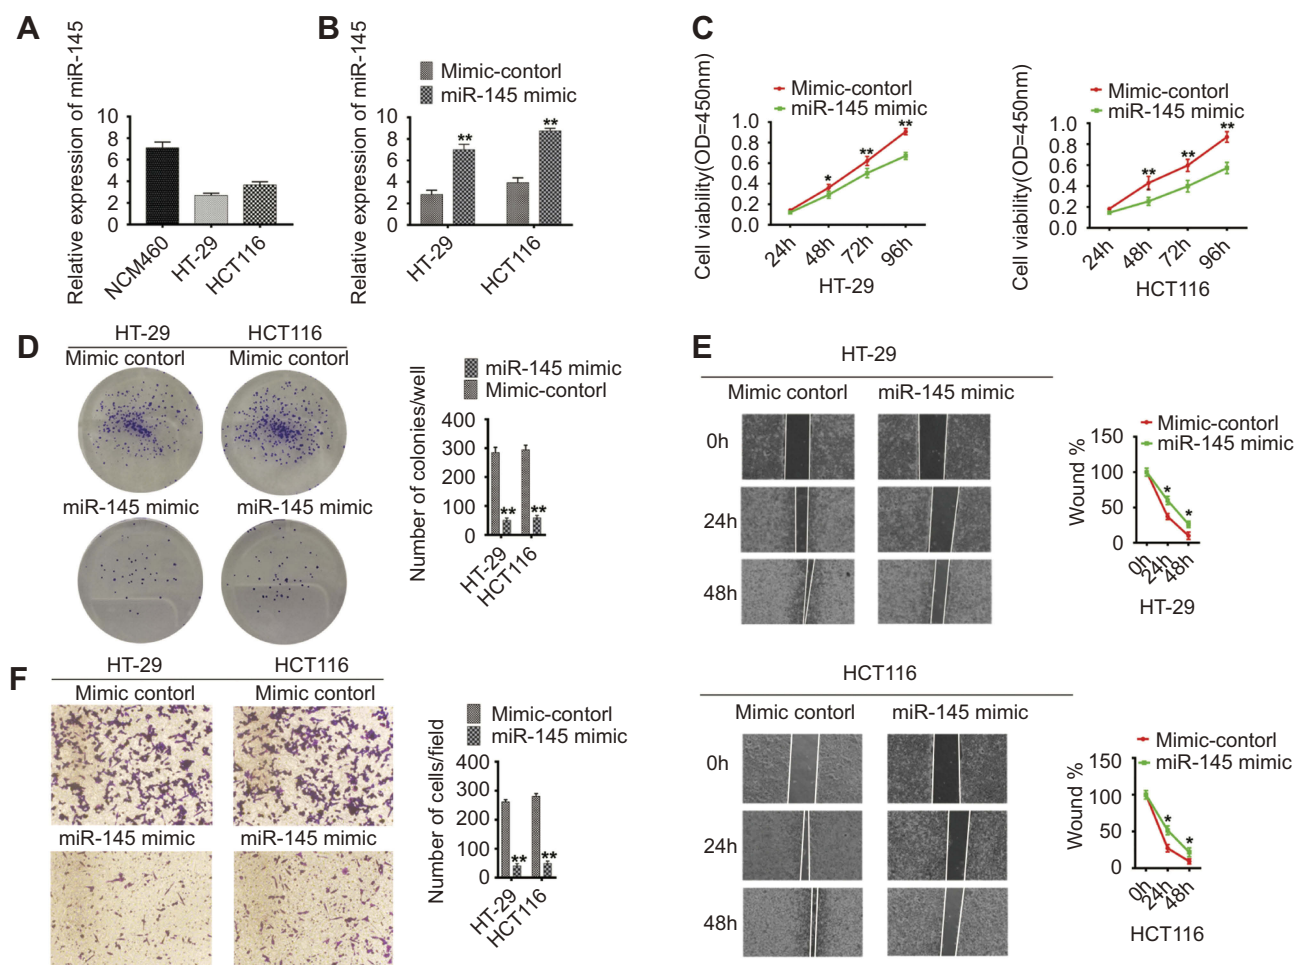 A
Relative expression of miR-145
10
8
6
4
2
0
NCM460
HT-29
HCT116
B
Relative expression of miR-145
Mimic-contorl
miR-145 mimic
10
8
6
4
2
0
**
**
HT-29
HCT116
C
Cell viability(OD=450nm)
Mimic-contorl
miR-145 mimic
1.0
0.8
0.6
0.4
0.2
0.0
*
**
**
24h
48h
72h
96h
HT-29
Cell viability(OD=450nm)
Mimic-contorl
miR-145 mimic
1.0
0.8
0.6
0.4
0.2
0.0
**
**
**
24h
48h
72h
96h
HCT116
D
HT-29
HCT116
Mimic contorl
Mimic contorl
miR-145 mimic
miR-145 mimic
miR-145 mimic
Mimic-contorl
Number of colonies/well
400
300
200
100
0
**
**
HT-29
HCT116
E
HT-29
Mimic contorl
miR-145 mimic
0h
24h
48h
Mimic-contorl
miR-145 mimic
Wound %
150
100
50
0
*
*
0h
24h
48h
HT-29
HCT116
Mimic contorl
miR-145 mimic
0h
24h
48h
Mimic-contorl
miR-145 mimic
Wound %
150
100
50
0
*
*
0h
24h
48h
HCT116
F
HT-29
HCT116
Mimic contorl
Mimic contorl
miR-145 mimic
miR-145 mimic
Mimic-contorl
miR-145 mimic
Number of cells/field
400
300
200
100
0
**
**
HT-29
HCT116